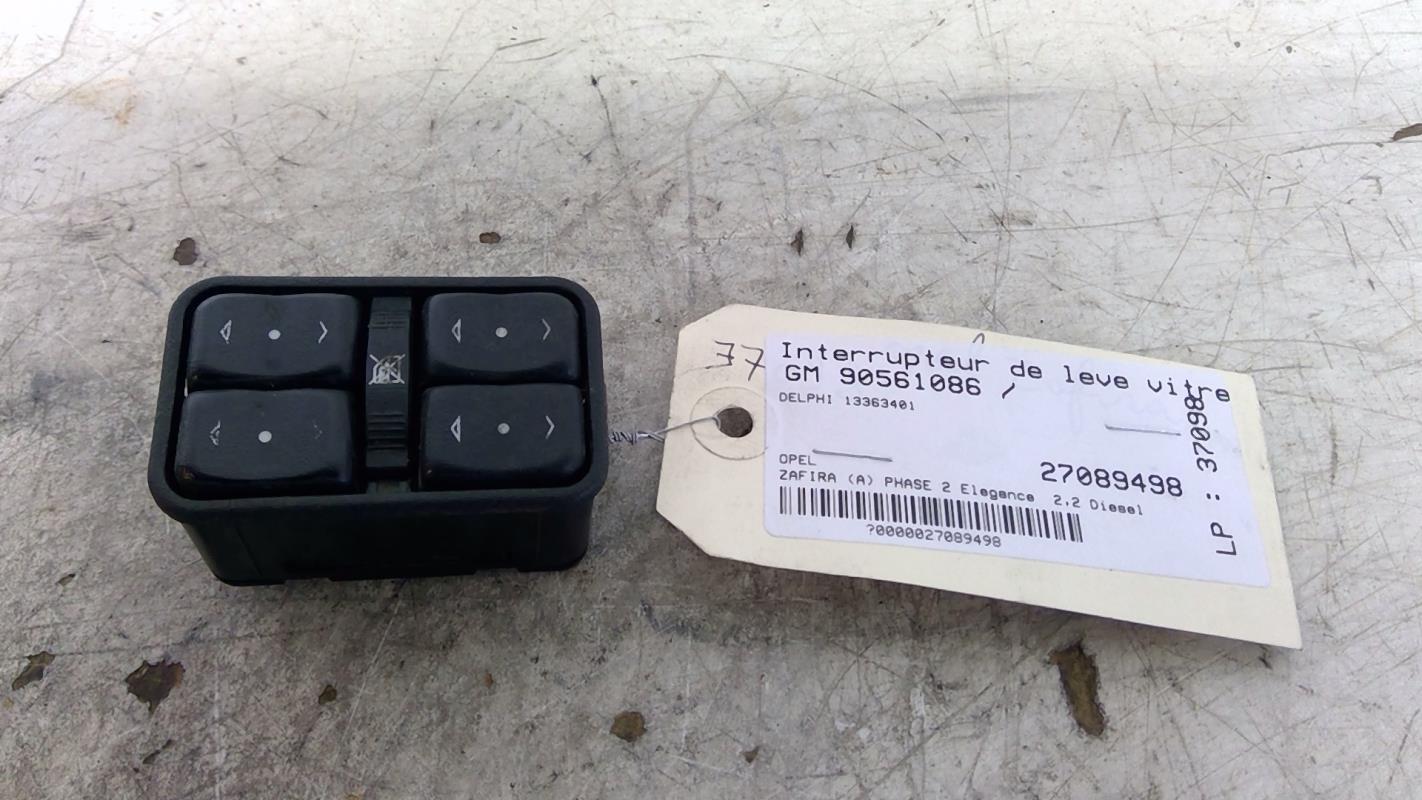 77
Interrupteur de leve vitre
GM 90561086 /
DELPHI 13363401
OPEL
27089498
ZAFIRA (A) PHASE 2 Elegance 2,2 Diesel
?0000027089498
LP : 37098